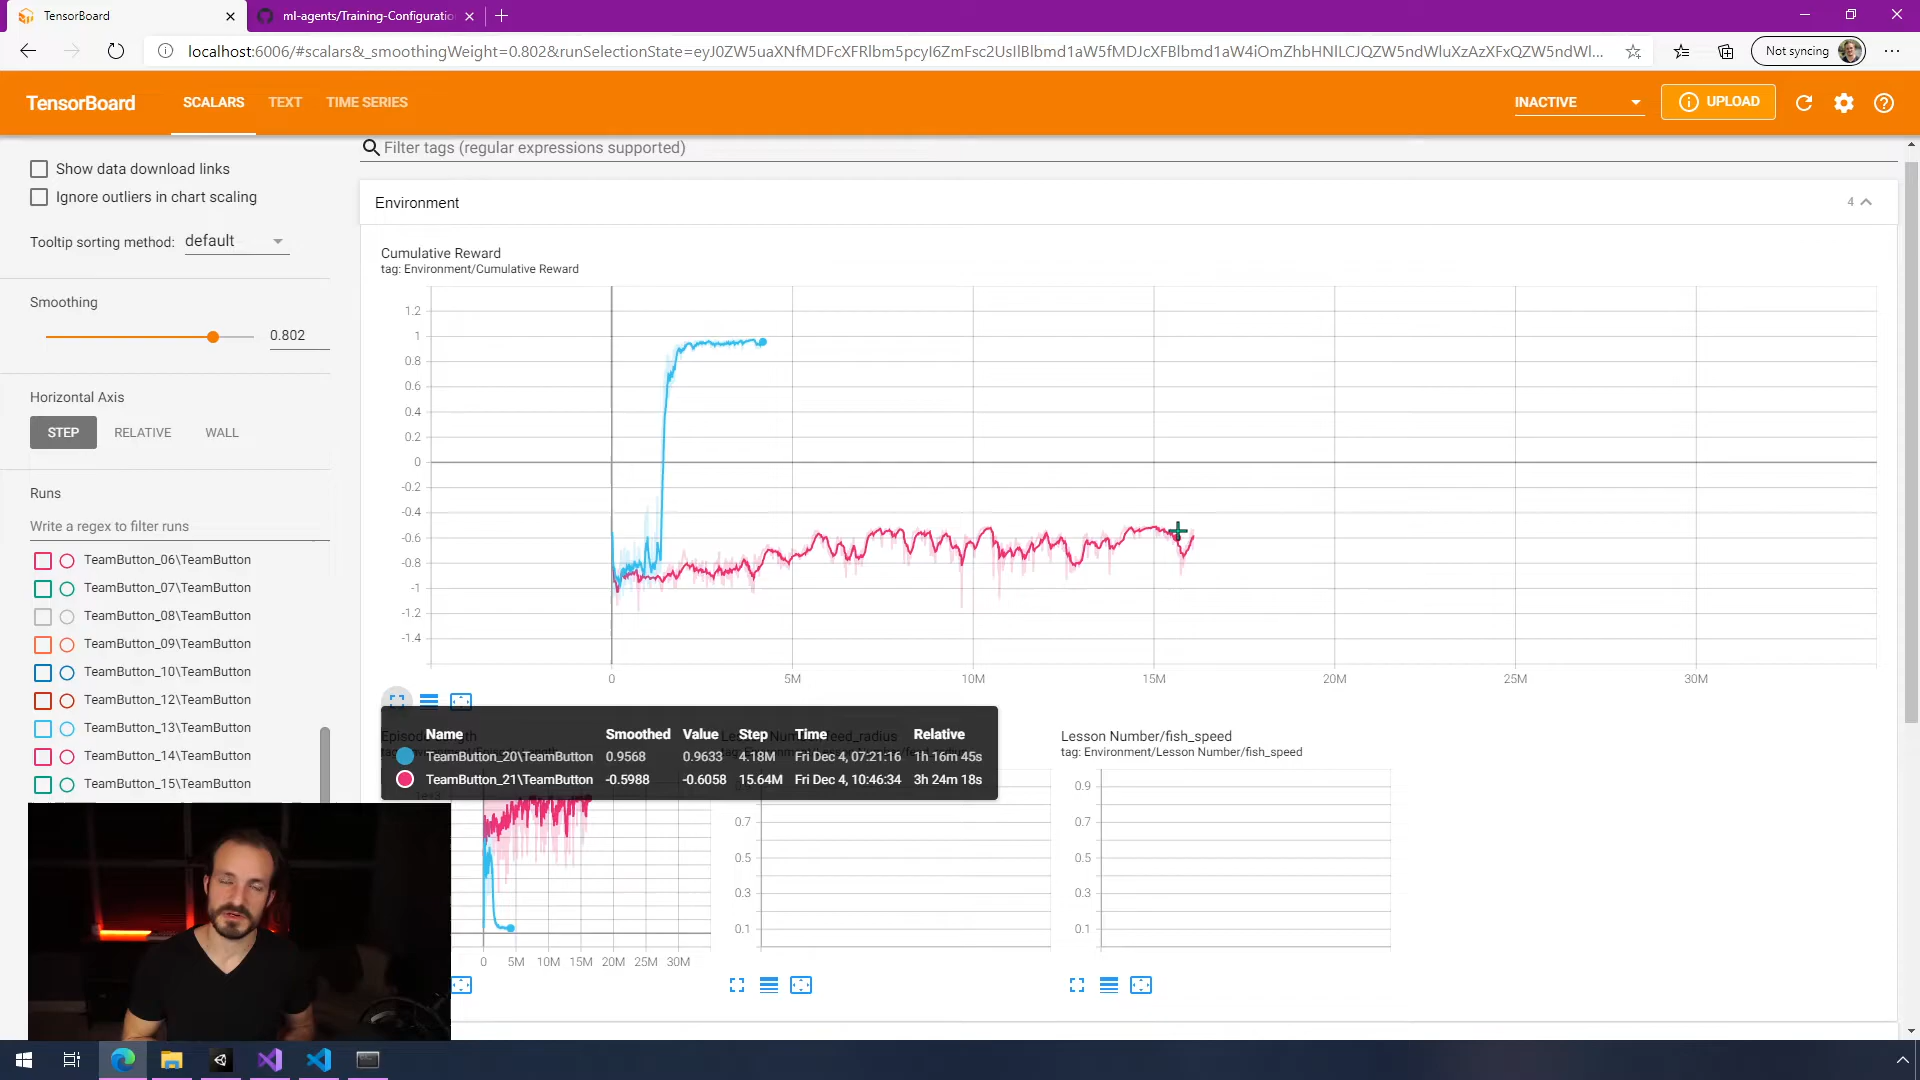 TensorBoard
ml-agents/Training-Configuratio
localhost:6006/#scalars&_smoothingWeight=0.802&runSelectionState=
Not syncing
TensorBoard
SCALARS
TEXT
TIME SERIES
INACTIVE
UPLOAD
Show data download links
Ignore outliers in chart scaling
Tooltip sorting method: default
Smoothing
0.802
Horizontal Axis
STEP
RELATIVE
WALL
Runs
Write a regex to filter runs
TeamButton_06\TeamButton
TeamButton_07\TeamButton
TeamButton_08\TeamButton
TeamButton_09\TeamButton
TeamButton_10\TeamButton
TeamButton_12\TeamButton
TeamButton_13\TeamButton
TeamButton_14\TeamButton
TeamButton_15\TeamButton
Filter tags (regular expressions supported)
Environment
4
Cumulative Reward
tag: Environment/Cumulative Reward
1.2
1
0.8
0.6
0.4
0.2
0
-0.2
-0.4
-0.6
-0.8
-1
-1.2
-1.4
0 5M 10M 15M 20M 25M 30M
Name Smoothed Value Step Time Relative
TeamButton_20\TeamButton 0.9568 0.9633 4.18M Fri Dec 4, 07:21:16 1h 16m 45s
TeamButton_21\TeamButton -0.5988 -0.6058 15.64M Fri Dec 4, 10:46:34 3h 24m 18s
0 5M 10M 15M 20M 25M 30M
0.7
0.5
0.3
0.1
Lesson Number/fish_speed
tag: Environment/Lesson Number/fish_speed
0.9
0.7
0.5
0.3
0.1